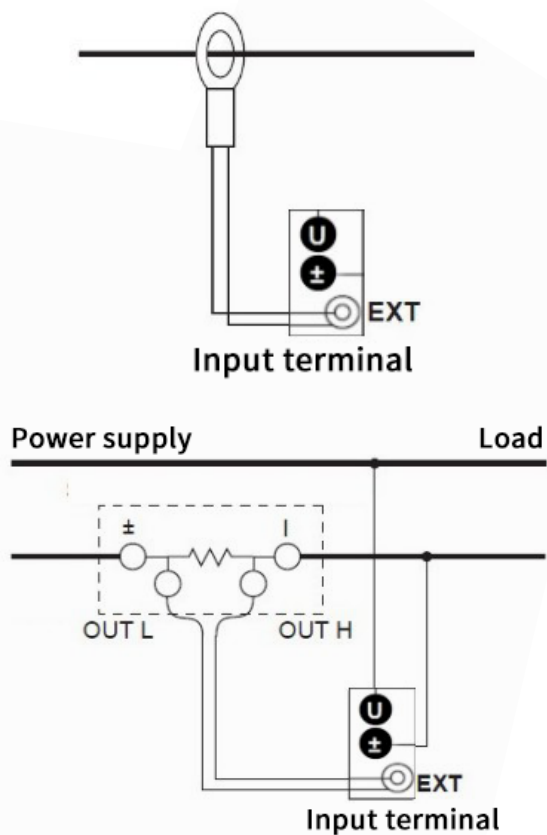 U
±
EXT
Input terminal
Power supply Load
± I
OUT L OUT H
U
±
EXT
Input terminal